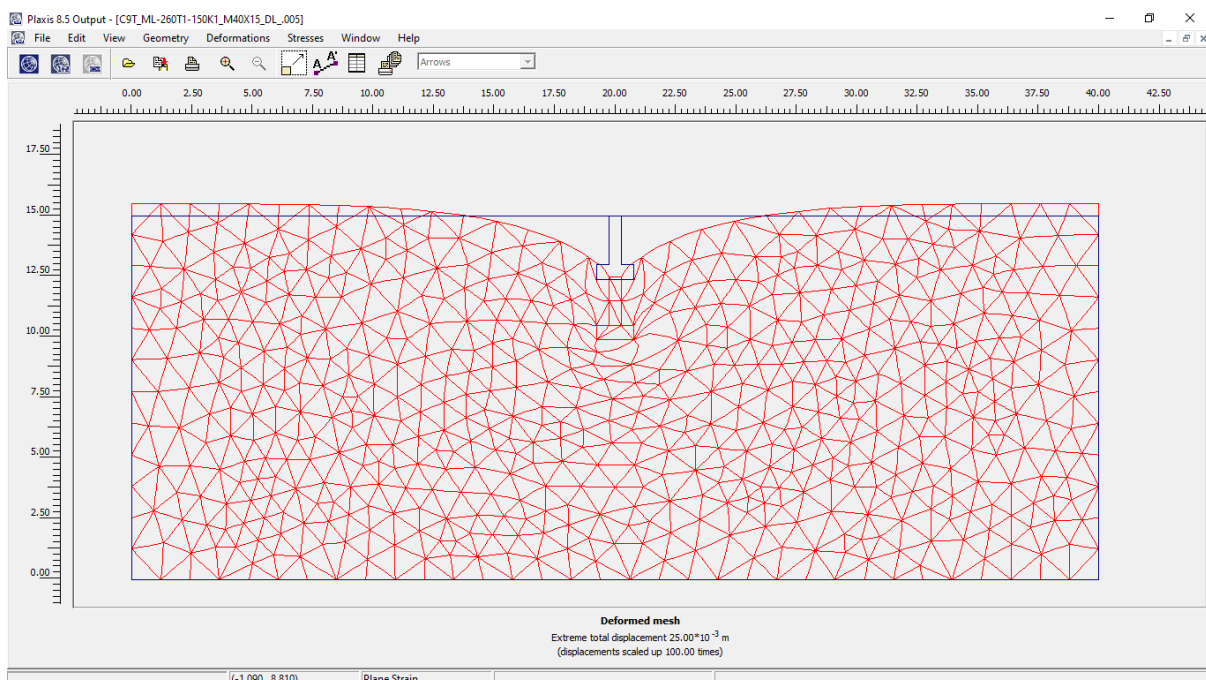 Plaxis 8.5 Output - [C9T_ML-260T1-150K1_M40X15_DL_.005]
File Edit View Geometry Deformations Stresses Window Help
Arrows
0.00 2.50 5.00 7.50 10.00 12.50 15.00 17.50 20.00 22.50 25.00 27.50 30.00 32.50 35.00 37.50 40.00 42.50
17.50
15.00
12.50
10.00
7.50
5.00
2.50
0.00
Deformed mesh
Extreme total displacement 25.00*10⁻³ m
(displacements scaled up 100.00 times)
(-1.090 , 8.810) Plane Strain